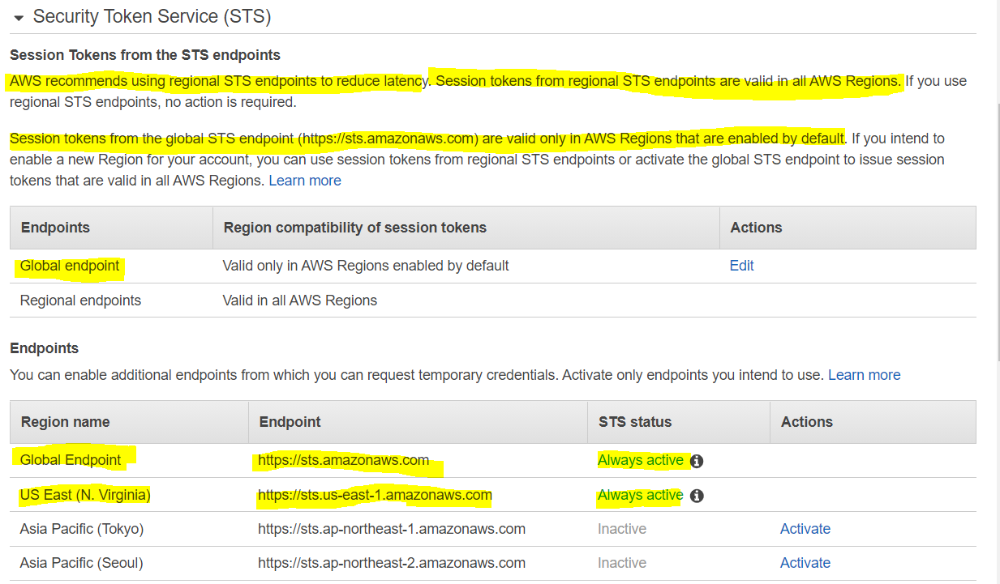 Security Token Service (STS)
Session Tokens from the STS endpoints
AWS recommends using regional STS endpoints to reduce latency. Session tokens from regional STS endpoints are valid in all AWS Regions. If you use
regional STS endpoints, no action is required.
Session tokens from the global STS endpoint (https://sts.amazonaws.com) are valid only in AWS Regions that are enabled by default. If you intend to
enable a new Region for your account, you can use session tokens from regional STS endpoints or activate the global STS endpoint to issue session
tokens that are valid in all AWS Regions. Learn more
Endpoints Region compatibility of session tokens Actions
Global endpoint Valid only in AWS Regions enabled by default Edit
Regional endpoints Valid in all AWS Regions
Endpoints
You can enable additional endpoints from which you can request temporary credentials. Activate only endpoints you intend to use. Learn more
Region name Endpoint STS status Actions
Global Endpoint https://sts.amazonaws.com Always active
US East (N. Virginia) https://sts.us-east-1.amazonaws.com Always active
Asia Pacific (Tokyo) https://sts.ap-northeast-1.amazonaws.com Inactive Activate
Asia Pacific (Seoul) https://sts.ap-northeast-2.amazonaws.com Inactive Activate